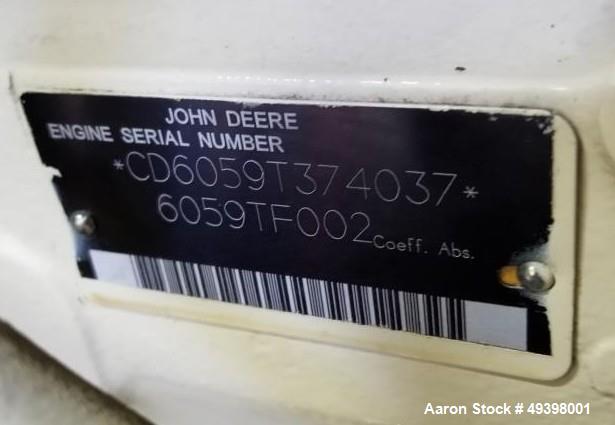 JOHN DEERE
ENGINE SERIAL NUMBER
*CD6059T374037*
6059TF002 Coeff. Abs.
Aaron Stock # 49398001